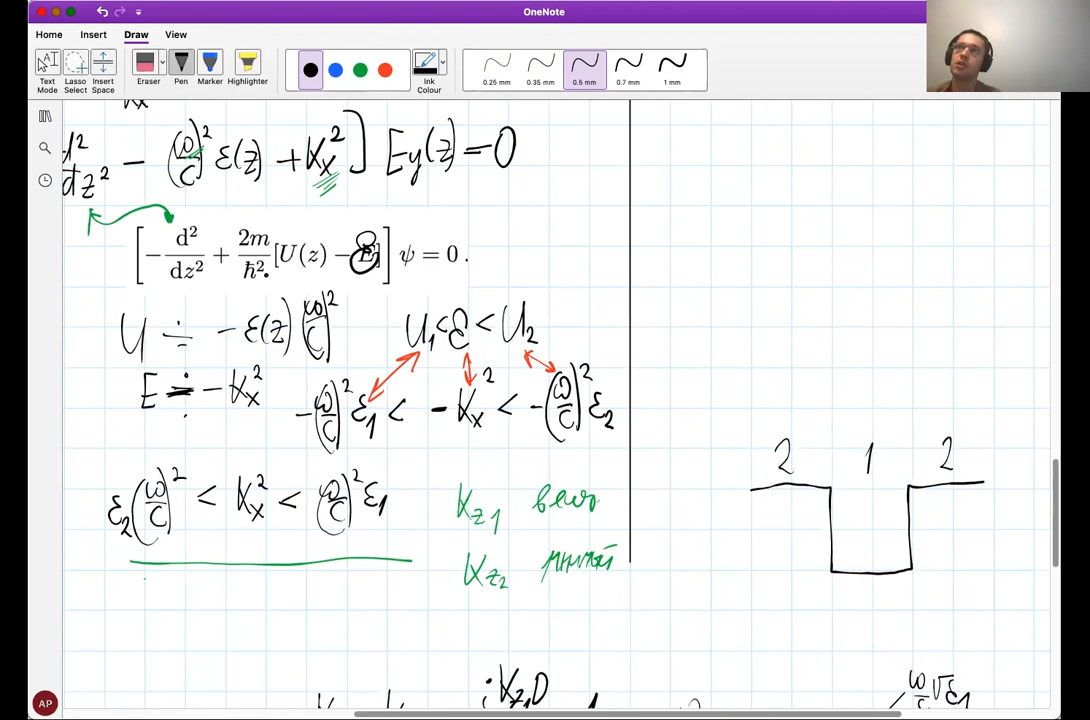 OneNote
Home Insert Draw View
Text Mode
Lasso Select
Insert Space
Eraser
Pen
Marker
Highlighter
Ink Colour
0.25 mm
0.35 mm
0.5 mm
0.7 mm
1 mm
d²/dz² − (ω/c)² ε(z) + Kx² ] Ey(z) = 0
[ − d²/dz² + 2m/ħ² [U(z) − ℰ] ] ψ = 0 .
U ≑ − ε(z) (ω/c)²
U₁ < ℰ < U₂
E ≑ − Kx²
−(ω/c)² ε₁ < − Kx² < −(ω/c)² ε₂
ε₂ (ω/c)² < Kx² < (ω/c)² ε₁
Kz₁ вещ
Kz₂ мнимый
2 1 2
iKz₁D
ω/c √ε₁
AP